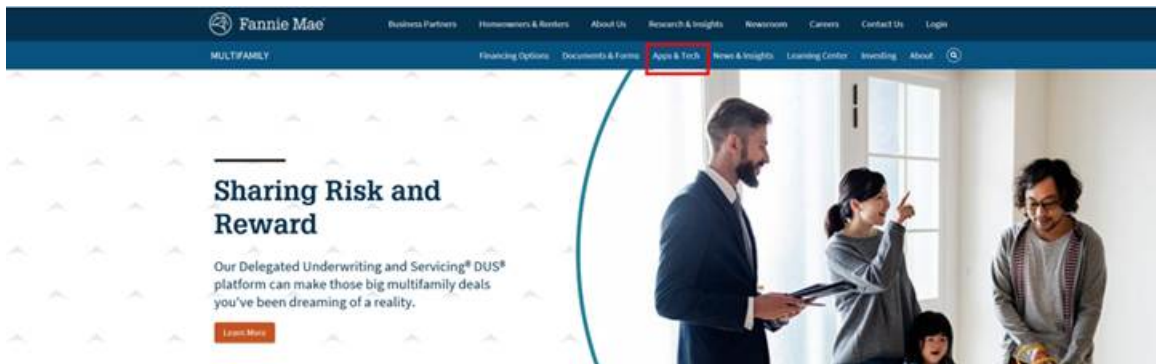 Fannie Mae® Business Partners Homeowners & Renters About Us Research & Insights Newsroom Careers Contact Us Login
MULTIFAMILY Financing Options Documents & Forms Apps & Tech News & Insights Learning Center Investing About
Sharing Risk and
Reward
Our Delegated Underwriting and Servicing® DUS®
platform can make those big multifamily deals
you've been dreaming of a reality.
Learn More